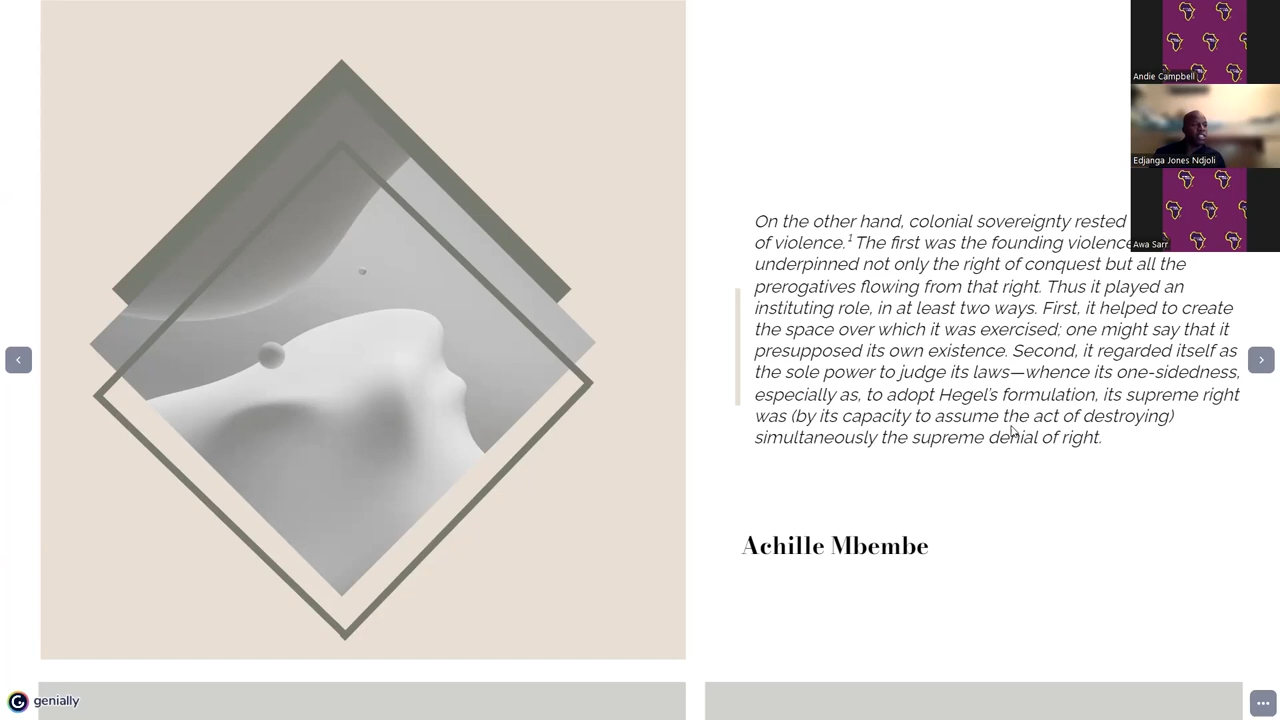 Andie Campbell
Edjanga Jones Ndjoli
Awa Sarr
On the other hand, colonial sovereignty rested
of violence.¹ The first was the founding violence
underpinned not only the right of conquest but all the
prerogatives flowing from that right. Thus it played an
instituting role, in at least two ways. First, it helped to create
the space over which it was exercised; one might say that it
presupposed its own existence. Second, it regarded itself as
the sole power to judge its laws—whence its one-sidedness,
especially as, to adopt Hegel's formulation, its supreme right
was (by its capacity to assume the act of destroying)
simultaneously the supreme denial of right.
Achille Mbembe
genially